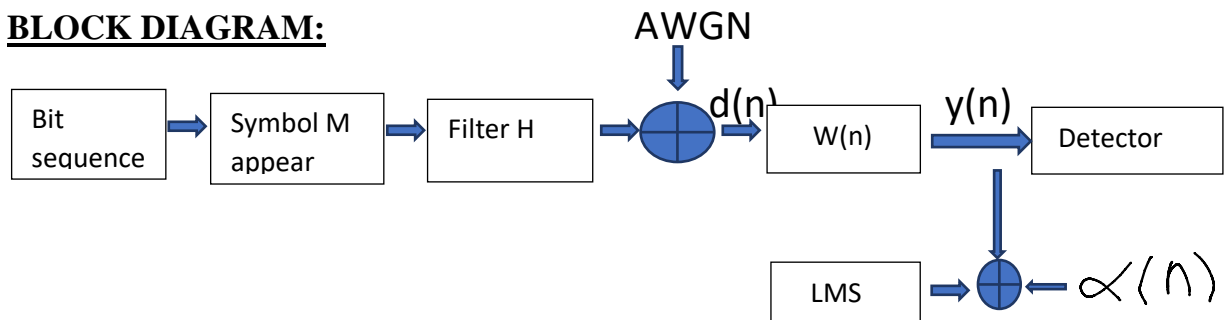 BLOCK DIAGRAM:
AWGN
Bit
sequence
Symbol M
appear
Filter H
d(n)
W(n)
y(n)
Detector
LMS
∝(n)